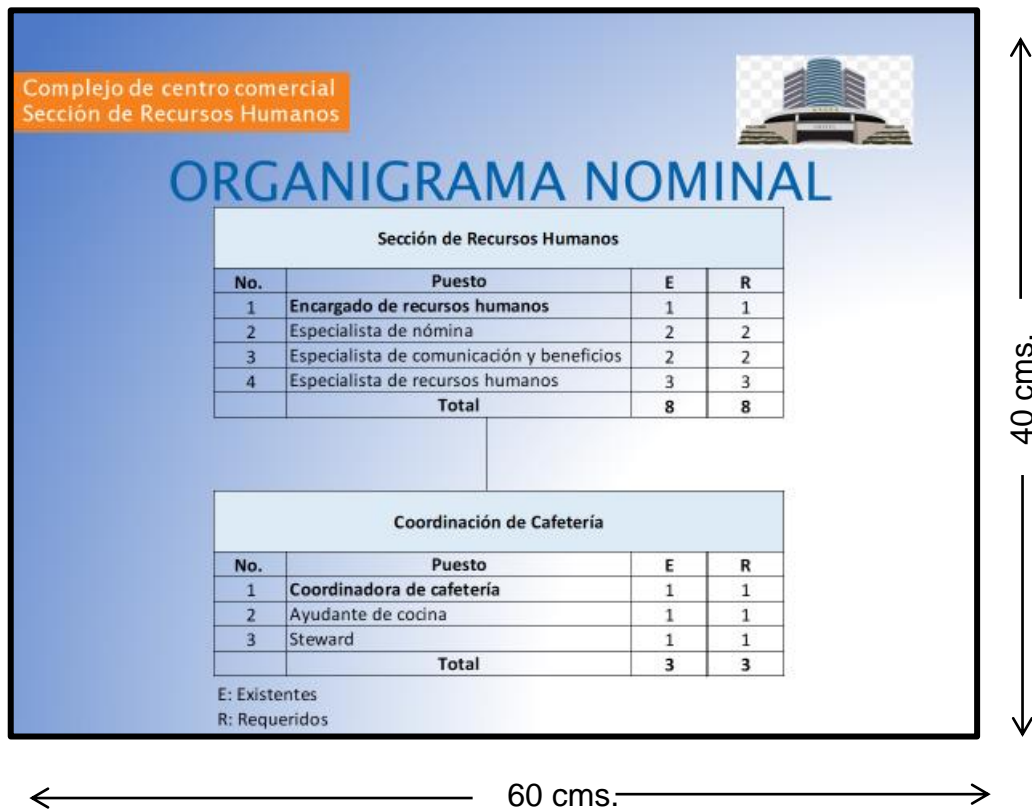 Complejo de centro comercial
Sección de Recursos Humanos
ORGANIGRAMA NOMINAL
Sección de Recursos Humanos
No. Puesto E R
1 Encargado de recursos humanos 1 1
2 Especialista de nómina 2 2
3 Especialista de comunicación y beneficios 2 2
4 Especialista de recursos humanos 3 3
Total 8 8
Coordinación de Cafetería
No. Puesto E R
1 Coordinadora de cafetería 1 1
2 Ayudante de cocina 1 1
3 Steward 1 1
Total 3 3
E: Existentes
R: Requeridos
40 cms.
60 cms.